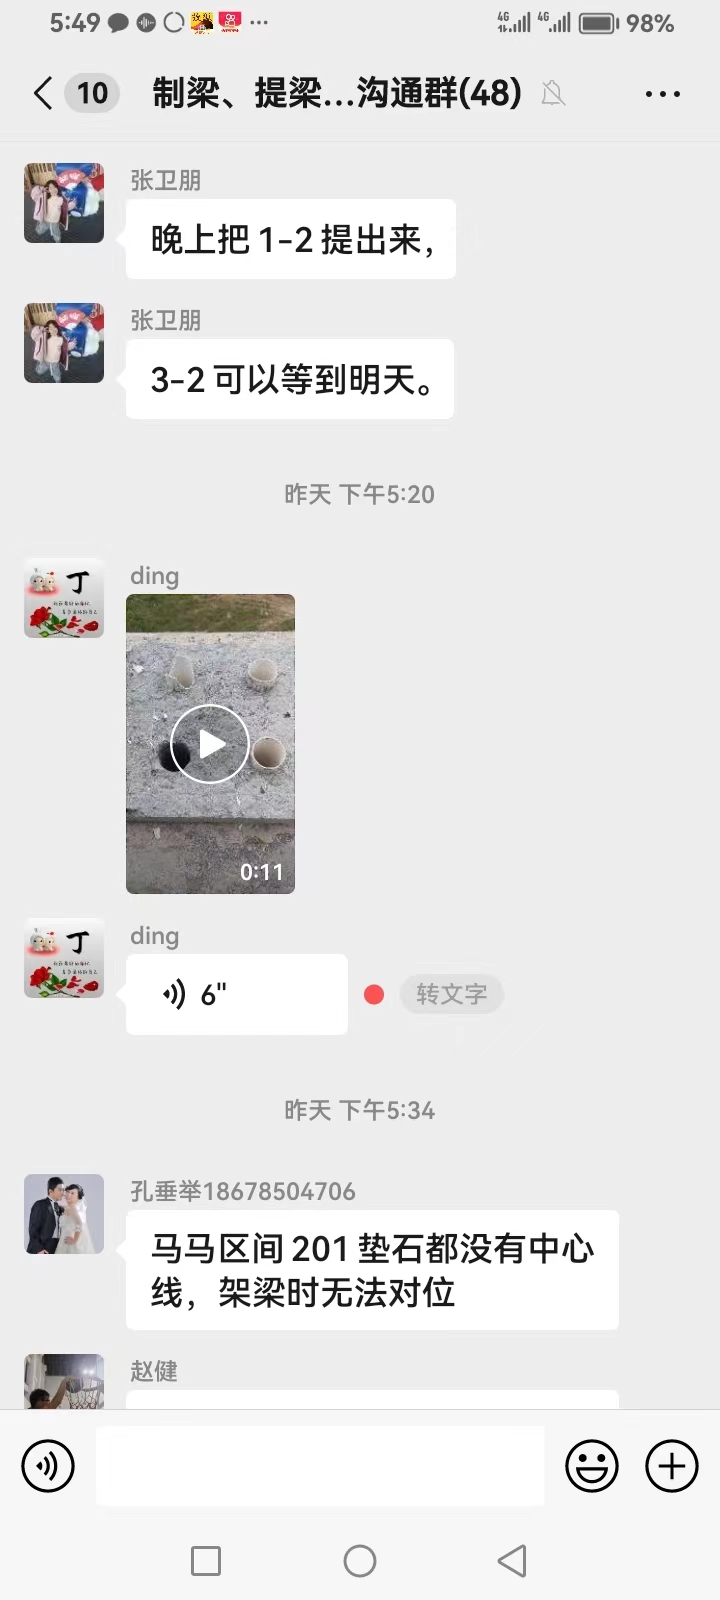 5:49
4G 4G 98%
10 制梁、提梁...沟通群(48)
张卫朋
晚上把 1-2 提出来，
张卫朋
3-2 可以等到明天。
昨天 下午5:20
丁
ding
0:11
丁
ding
6"
转文字
昨天 下午5:34
孔垂举18678504706
马马区间 201 垫石都没有中心
线，架梁时无法对位
赵健